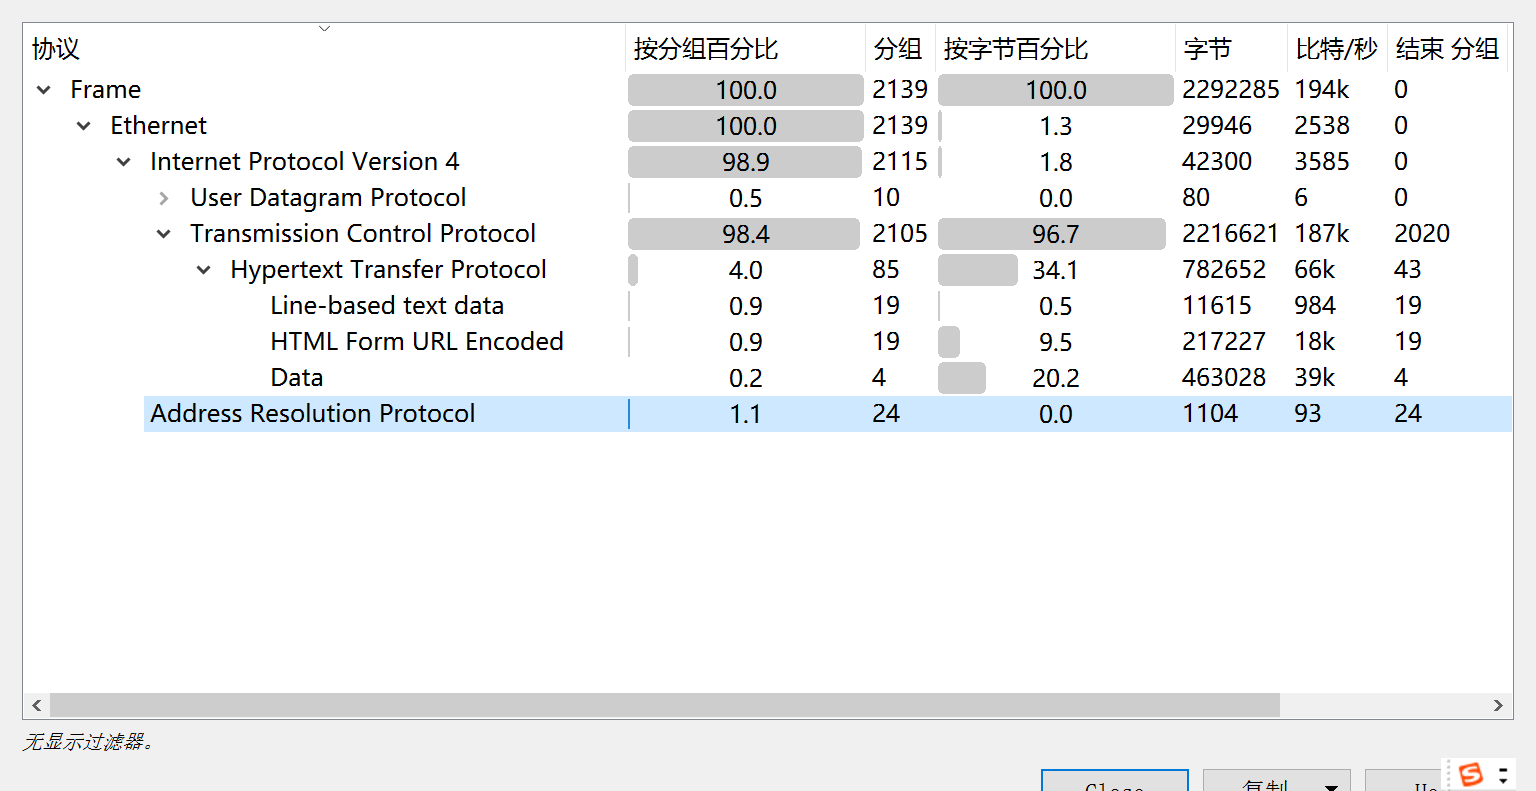 协议 按分组百分比 分组 按字节百分比 字节 比特/秒 结束 分组
Frame 100.0 2139 100.0 2292285 194k 0
Ethernet 100.0 2139 1.3 29946 2538 0
Internet Protocol Version 4 98.9 2115 1.8 42300 3585 0
User Datagram Protocol 0.5 10 0.0 80 6 0
Transmission Control Protocol 98.4 2105 96.7 2216621 187k 2020
Hypertext Transfer Protocol 4.0 85 34.1 782652 66k 43
Line-based text data 0.9 19 0.5 11615 984 19
HTML Form URL Encoded 0.9 19 9.5 217227 18k 19
Data 0.2 4 20.2 463028 39k 4
Address Resolution Protocol 1.1 24 0.0 1104 93 24
无显示过滤器。
Close 复制